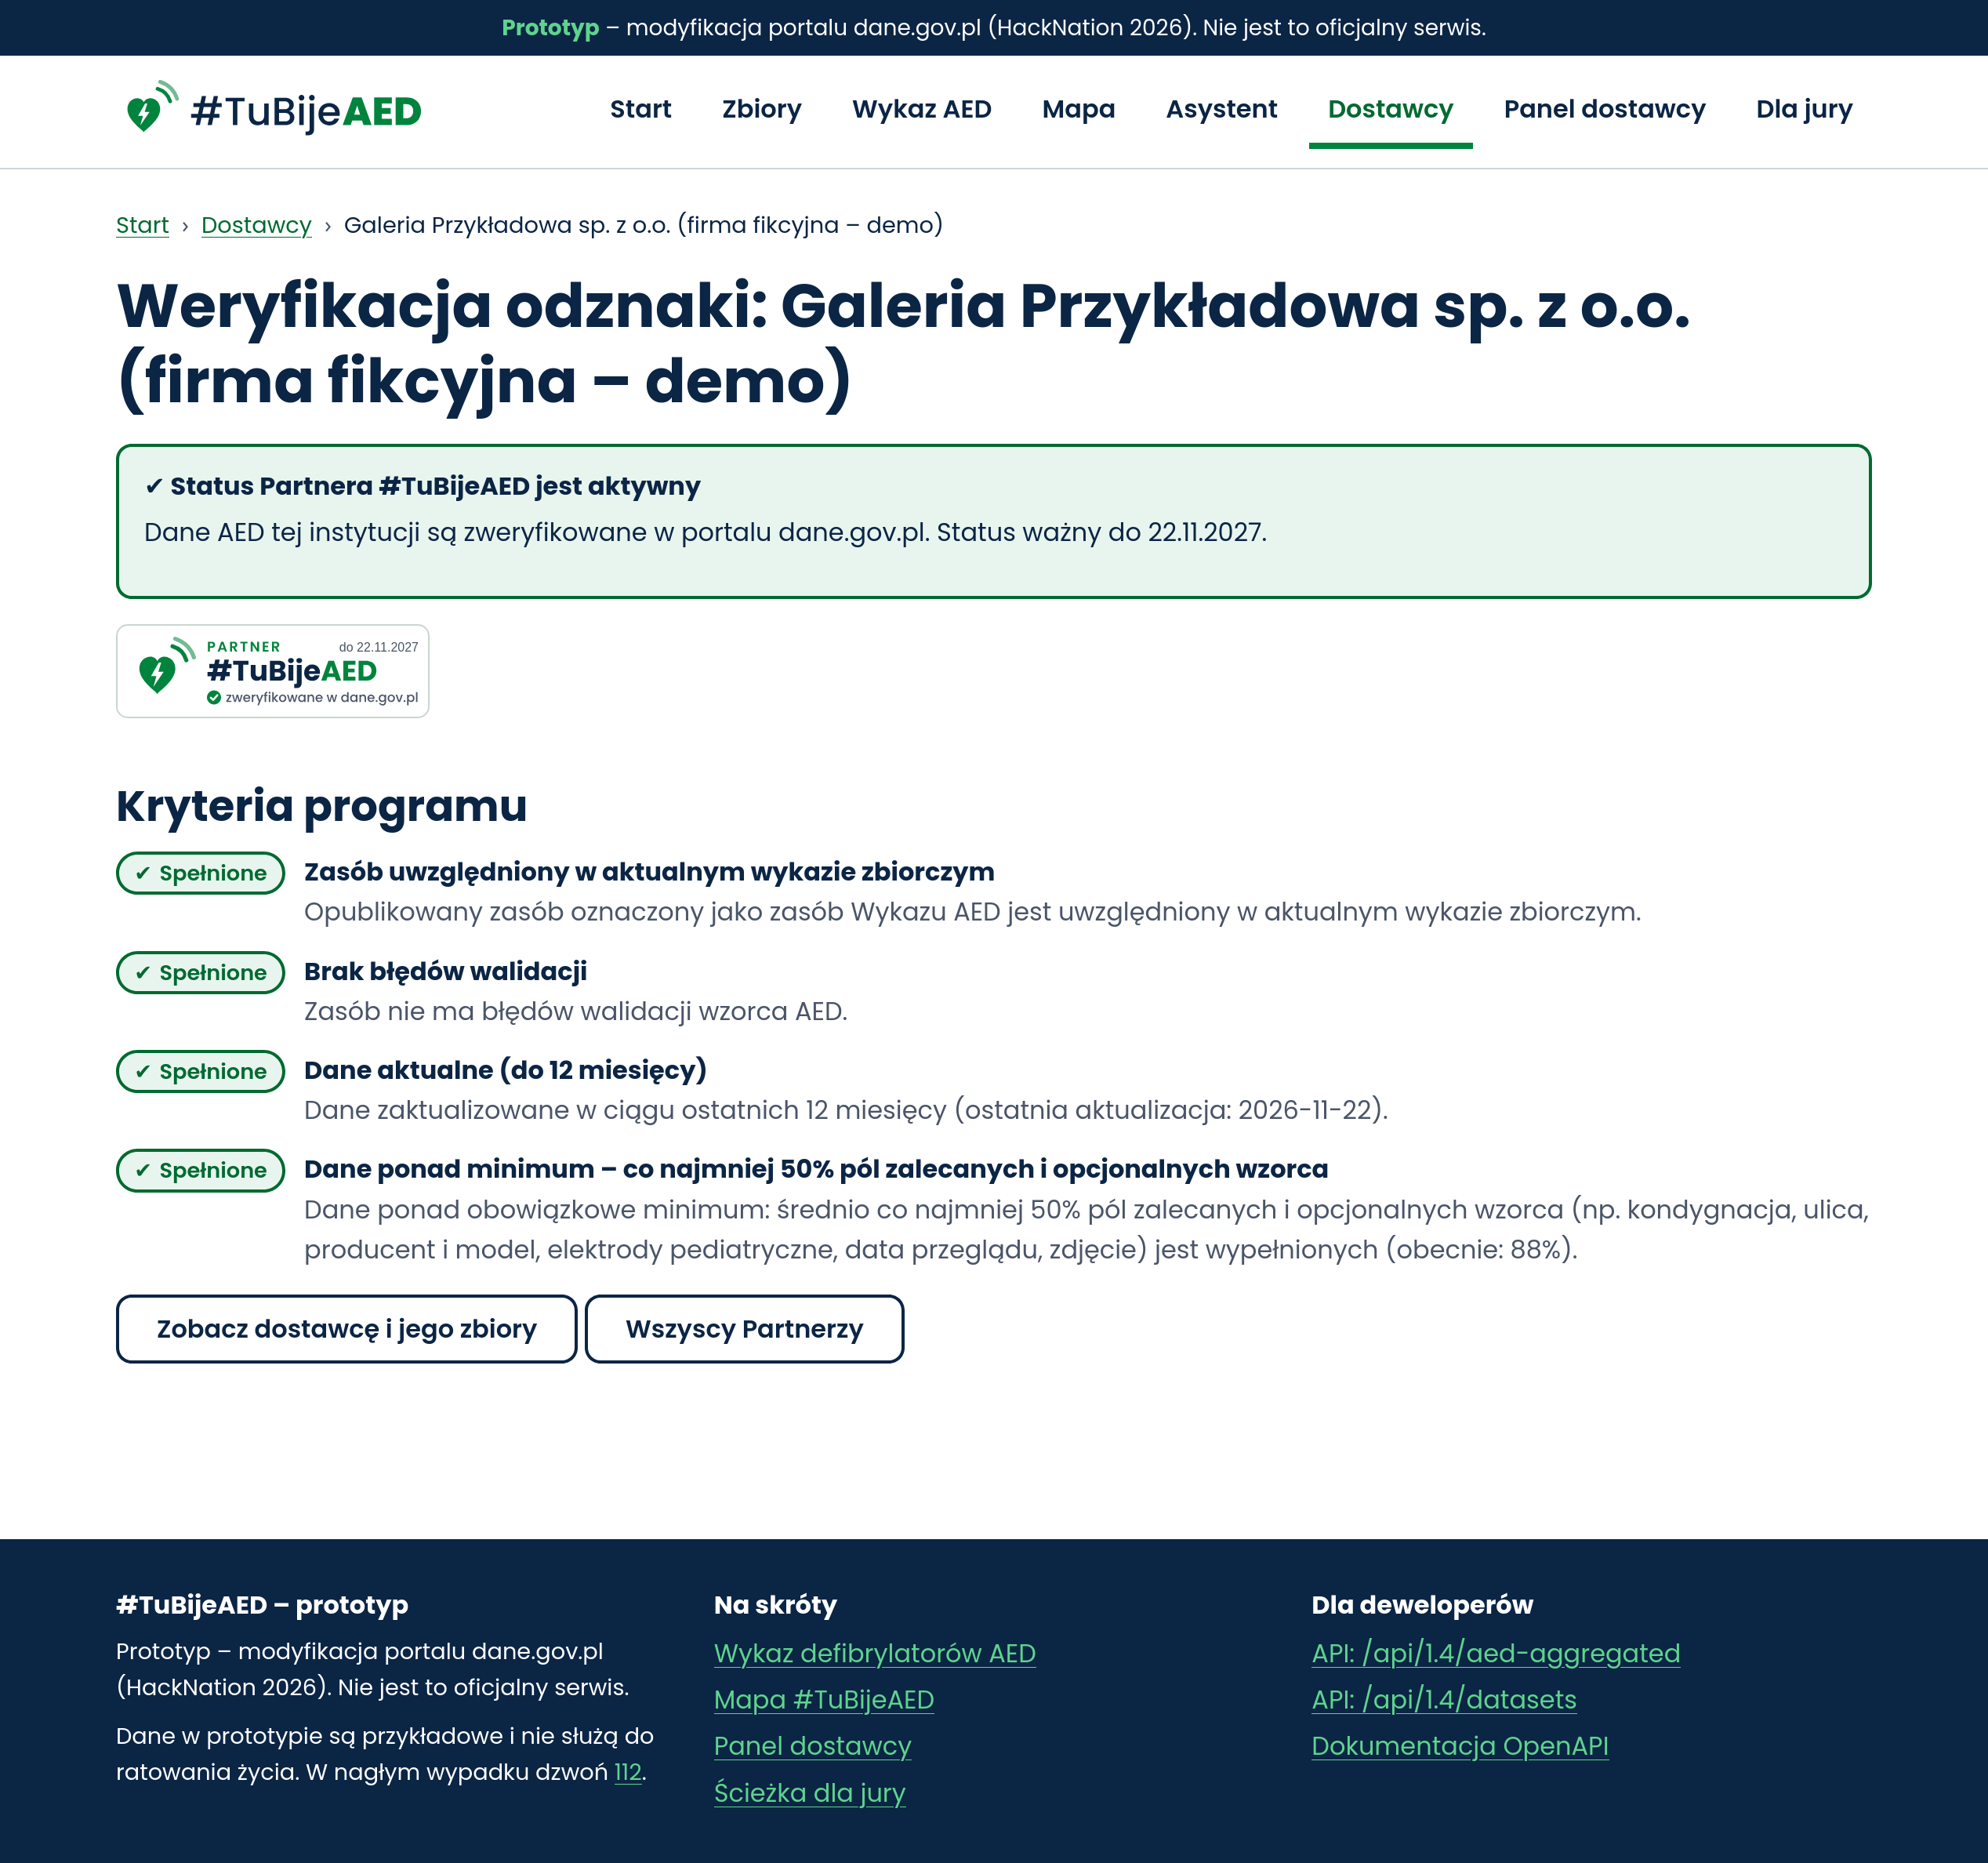 Prototyp – modyfikacja portalu dane.gov.pl (HackNation 2026). Nie jest to oficjalny serwis.
#TuBijeAED
Start
Zbiory
Wykaz AED
Mapa
Asystent
Dostawcy
Panel dostawcy
Dla jury
Start › Dostawcy › Galeria Przykładowa sp. z o.o. (firma fikcyjna – demo)
Weryfikacja odznaki: Galeria Przykładowa sp. z o.o.
(firma fikcyjna – demo)
✔ Status Partnera #TuBijeAED jest aktywny
Dane AED tej instytucji są zweryfikowane w portalu dane.gov.pl. Status ważny do 22.11.2027.
PARTNER do 22.11.2027
#TuBijeAED
zweryfikowane w dane.gov.pl
Kryteria programu
✔ Spełnione Zasób uwzględniony w aktualnym wykazie zbiorczym
Opublikowany zasób oznaczony jako zasób Wykazu AED jest uwzględniony w aktualnym wykazie zbiorczym.
✔ Spełnione Brak błędów walidacji
Zasób nie ma błędów walidacji wzorca AED.
✔ Spełnione Dane aktualne (do 12 miesięcy)
Dane zaktualizowane w ciągu ostatnich 12 miesięcy (ostatnia aktualizacja: 2026-11-22).
✔ Spełnione Dane ponad minimum – co najmniej 50% pól zalecanych i opcjonalnych wzorca
Dane ponad obowiązkowe minimum: średnio co najmniej 50% pól zalecanych i opcjonalnych wzorca (np. kondygnacja, ulica,
producent i model, elektrody pediatryczne, data przeglądu, zdjęcie) jest wypełnionych (obecnie: 88%).
Zobacz dostawcę i jego zbiory
Wszyscy Partnerzy
#TuBijeAED – prototyp
Prototyp – modyfikacja portalu dane.gov.pl
(HackNation 2026). Nie jest to oficjalny serwis.
Dane w prototypie są przykładowe i nie służą do
ratowania życia. W nagłym wypadku dzwoń 112.
Na skróty
Wykaz defibrylatorów AED
Mapa #TuBijeAED
Panel dostawcy
Ścieżka dla jury
Dla deweloperów
API: /api/1.4/aed-aggregated
API: /api/1.4/datasets
Dokumentacja OpenAPI